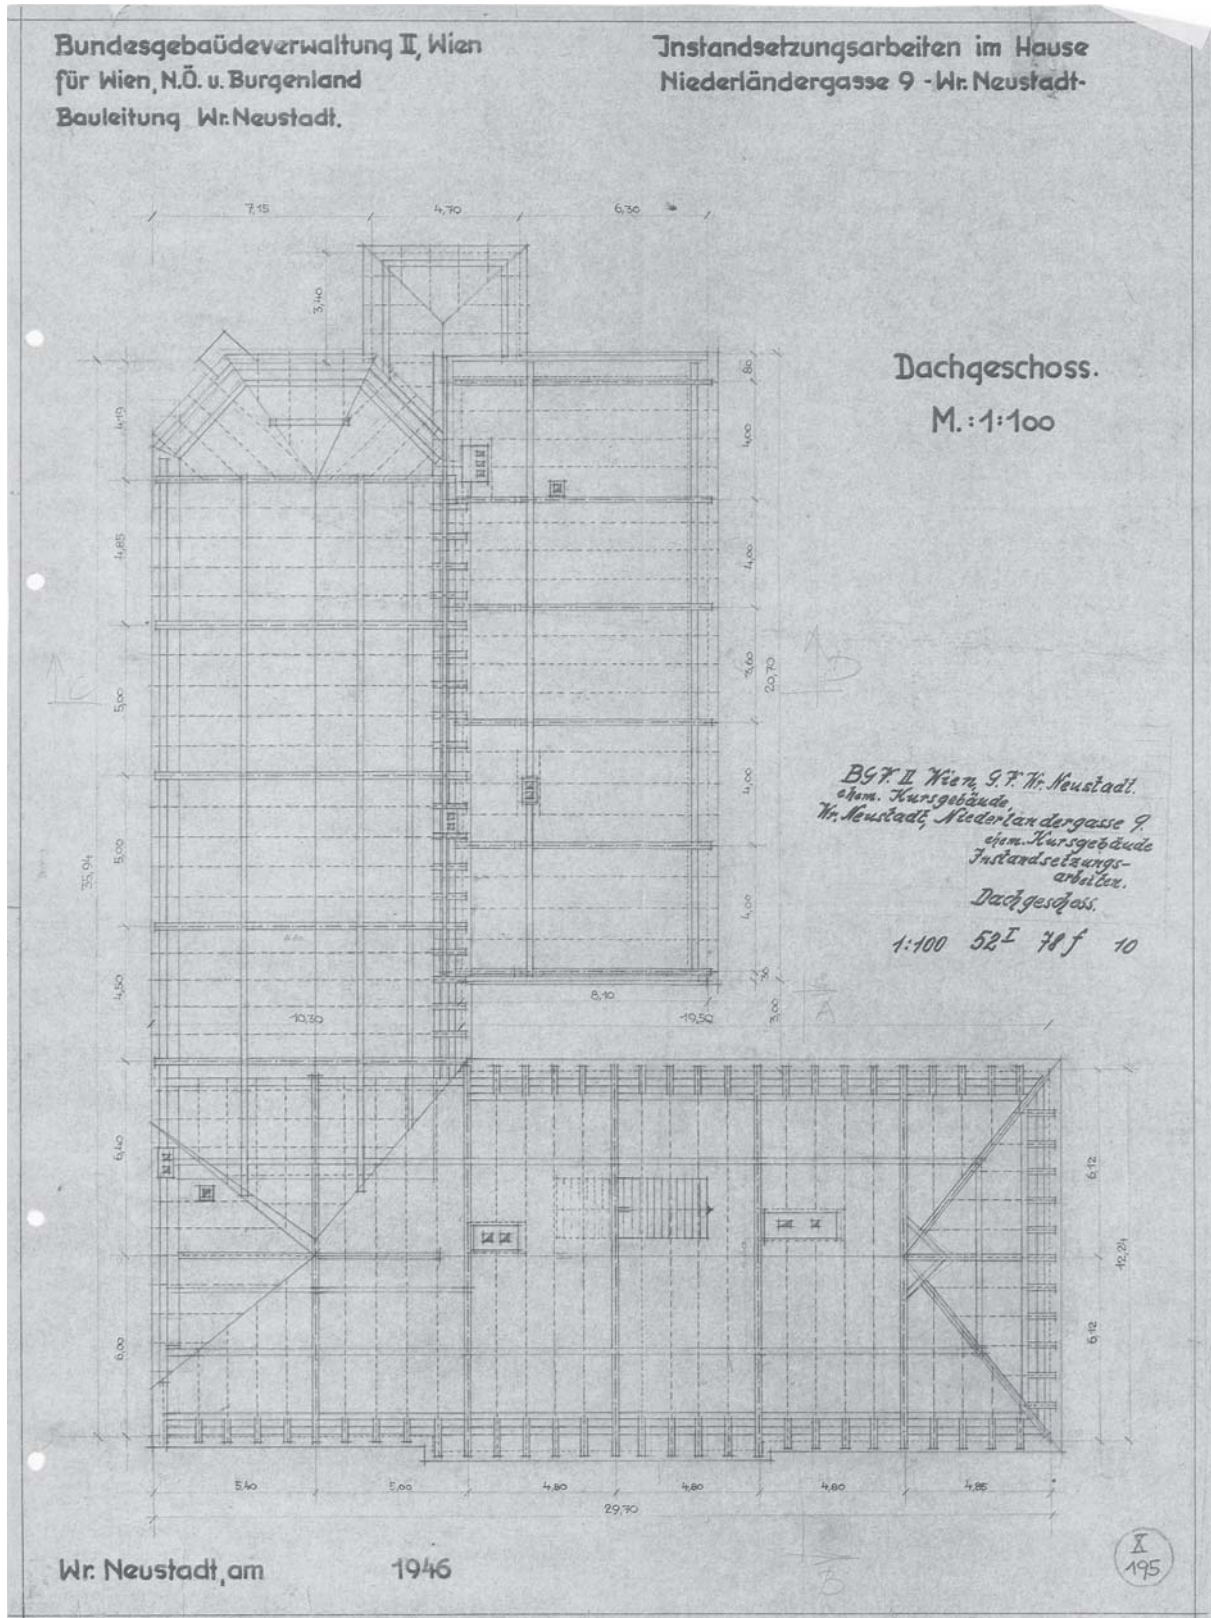 Bundesgebaüdeverwaltung II, Wien
für Wien, N.Ö. u. Burgenland
Bauleitung Wr. Neustadt.
Instandsetzungsarbeiten im Hause
Niederländergasse 9 - Wr. Neustadt-
7,15 4,70 6,30
3,40
Dachgeschoss.
M.:1:100
80
4,19
4,00
4,85
4,00
3,60
20,70
5,00
4,00
BGV. II Wien, G.V. Wr. Neustadt.
ehem. Kursgebäude,
Wr. Neustadt, Niederländergasse 9.
ehem. Kursgebäude
Instandsetzungs-
arbeiten.
Dachgeschoss.
1:100 52 I 78 f 10
5,00
35,94
4,00
4,50
30
8,10
3,00
10,30 19,50
A
6,40
6,12
12,24
6,00
6,12
5,40 5,00 4,80 4,80 4,80 4,85
29,70
Wr. Neustadt, am 1946
B
X
195